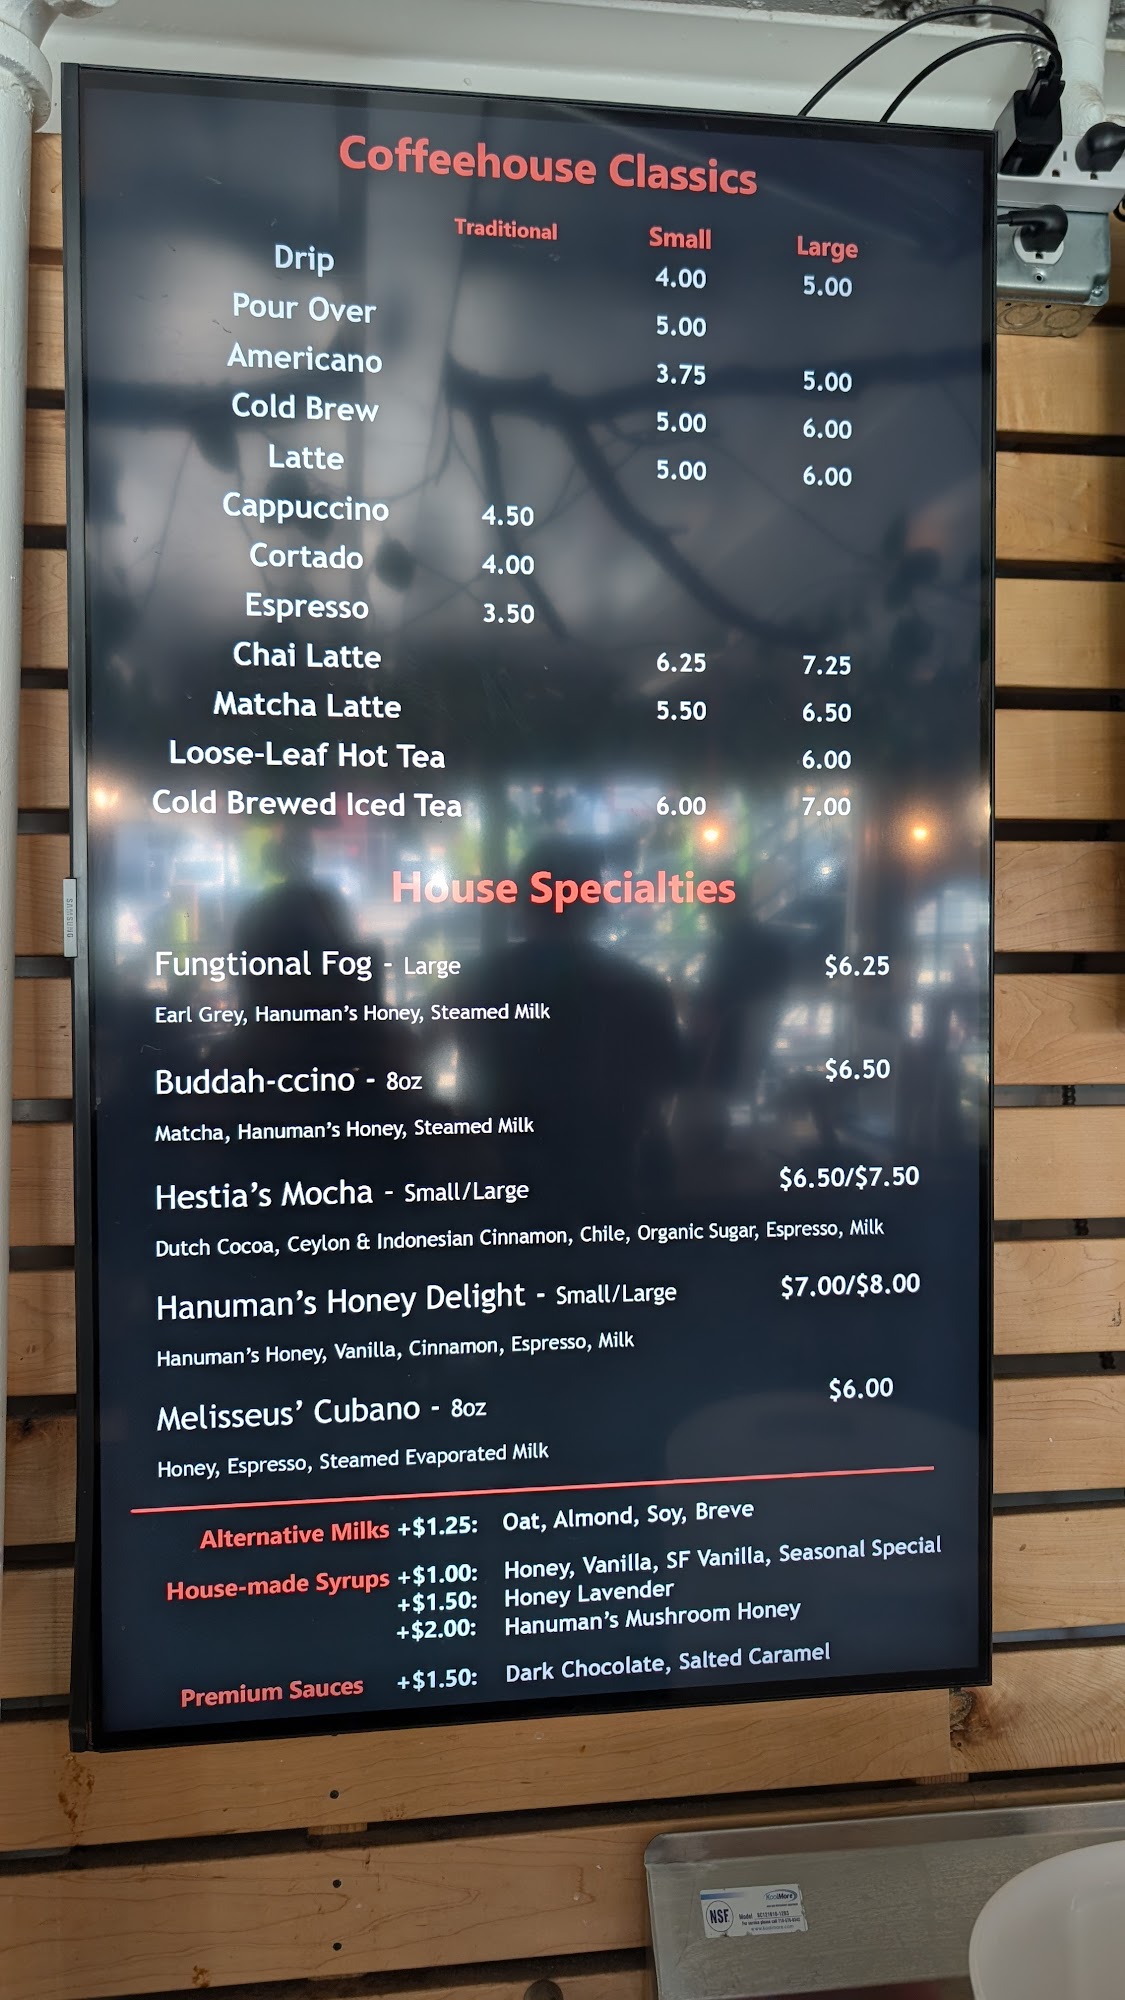 Coffeehouse Classics
Traditional Small Large
Drip 4.00 5.00
Pour Over 5.00
Americano 3.75 5.00
Cold Brew 5.00 6.00
Latte 5.00 6.00
Cappuccino 4.50
Cortado 4.00
Espresso 3.50
Chai Latte 6.25 7.25
Matcha Latte 5.50 6.50
Loose-Leaf Hot Tea 6.00
Cold Brewed Iced Tea 6.00 7.00
House Specialties
Fungtional Fog - Large $6.25
Earl Grey, Hanuman's Honey, Steamed Milk
Buddah-ccino - 8oz $6.50
Matcha, Hanuman's Honey, Steamed Milk
Hestia's Mocha - Small/Large $6.50/$7.50
Dutch Cocoa, Ceylon & Indonesian Cinnamon, Chile, Organic Sugar, Espresso, Milk
Hanuman's Honey Delight - Small/Large $7.00/$8.00
Hanuman's Honey, Vanilla, Cinnamon, Espresso, Milk
Melisseus' Cubano - 8oz $6.00
Honey, Espresso, Steamed Evaporated Milk
Alternative Milks +$1.25: Oat, Almond, Soy, Breve
House-made Syrups +$1.00: Honey, Vanilla, SF Vanilla, Seasonal Special
+$1.50: Honey Lavender
+$2.00: Hanuman's Mushroom Honey
Premium Sauces +$1.50: Dark Chocolate, Salted Caramel
SAMSUNG
KoolMore
NSF Model